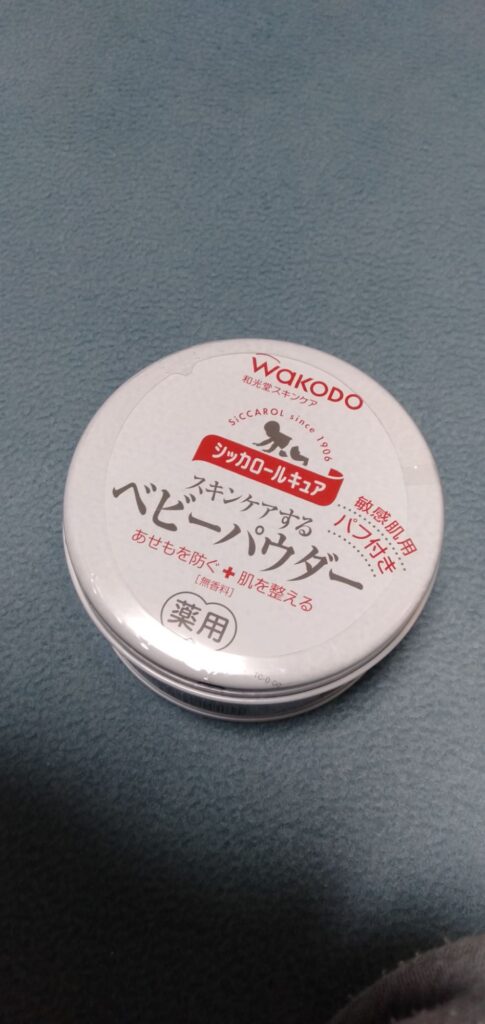 WAKODO
和光堂スキンケア
SiCCAROL since 1906
シッカロールキュア
敏感肌用
パフ付き
スキンケアする
ベビーパウダー
あせもを防ぐ+肌を整える
[無香料]
薬用